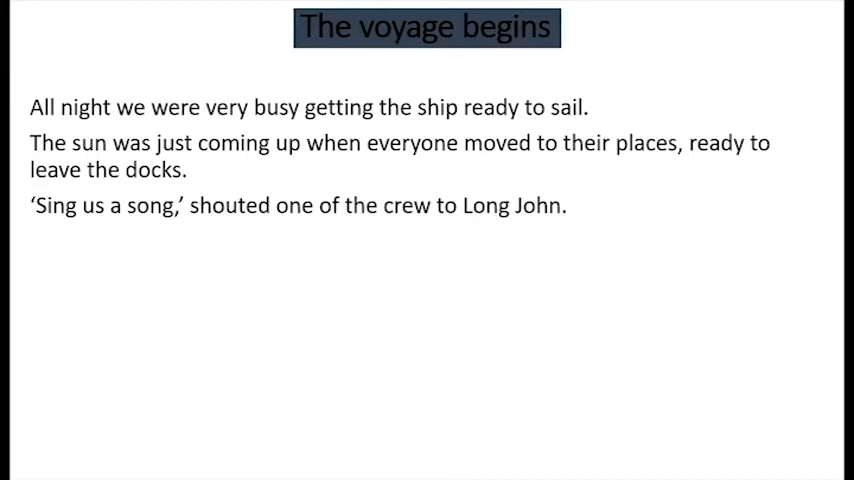 The voyage begins
All night we were very busy getting the ship ready to sail.
The sun was just coming up when everyone moved to their places, ready to
leave the docks.
‘Sing us a song,’ shouted one of the crew to Long John.